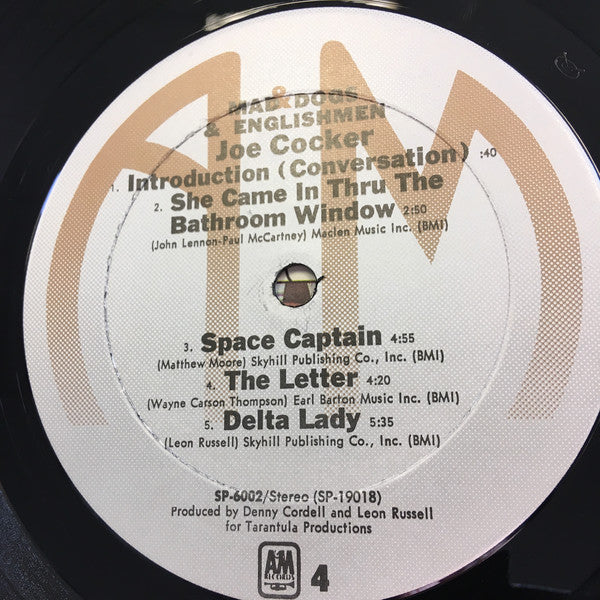 MAD DOGS
& ENGLISHMEN
Joe Cocker
1. Introduction (Conversation) :40
2. She Came In Thru The
Bathroom Window 2:50
(John Lennon-Paul McCartney) Maclen Music Inc. (BMI)
3. Space Captain 4:55
(Matthew Moore) Skyhill Publishing Co., Inc. (BMI)
4. The Letter 4:20
(Wayne Carson Thompson) Earl Barton Music Inc. (BMI)
5. Delta Lady 5:35
(Leon Russell) Skyhill Publishing Co., Inc. (BMI)
SP-6002/Stereo (SP-19018)
Produced by Denny Cordell and Leon Russell
for Tarantula Productions
A&M
RECORDS
4
A&M